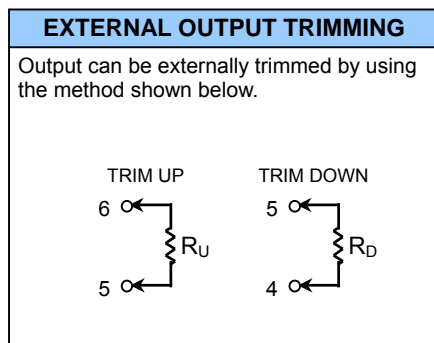 EXTERNAL OUTPUT TRIMMING
Output can be externally trimmed by using
the method shown below.
TRIM UP TRIM DOWN
6 5
RU RD
5 4